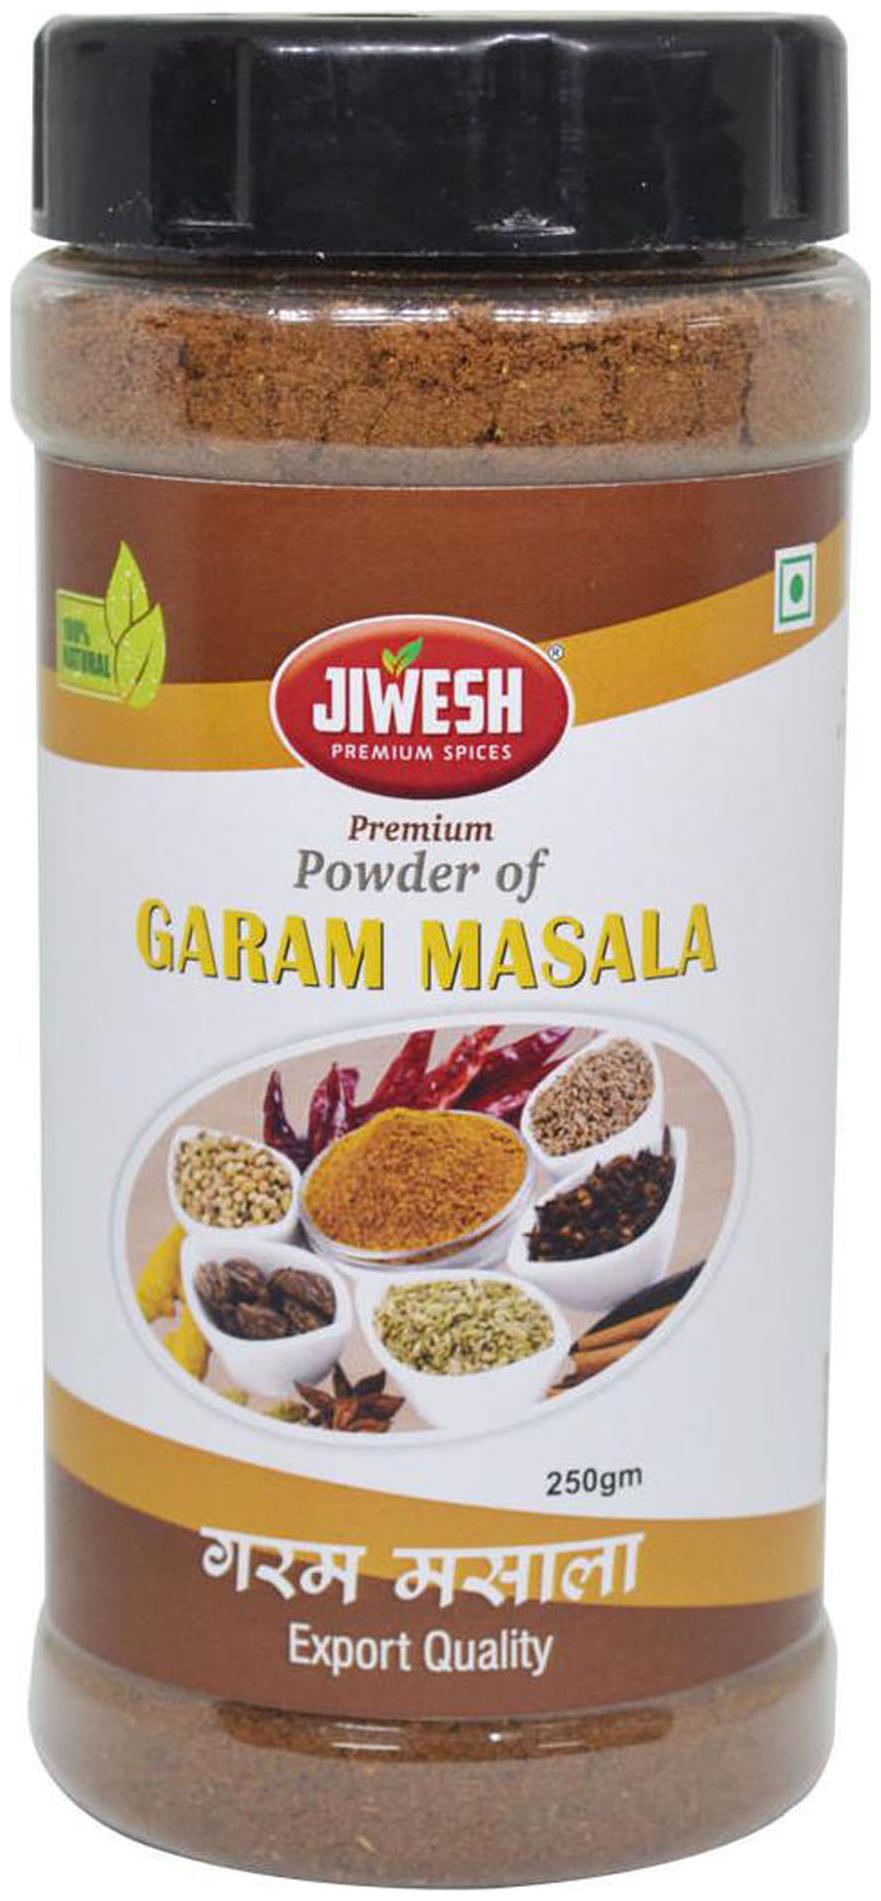 100%
NATURAL
JIWESH
®
PREMIUM SPICES
Premium
Powder of
GARAM MASALA
250gm
गरम मसाला
Export Quality